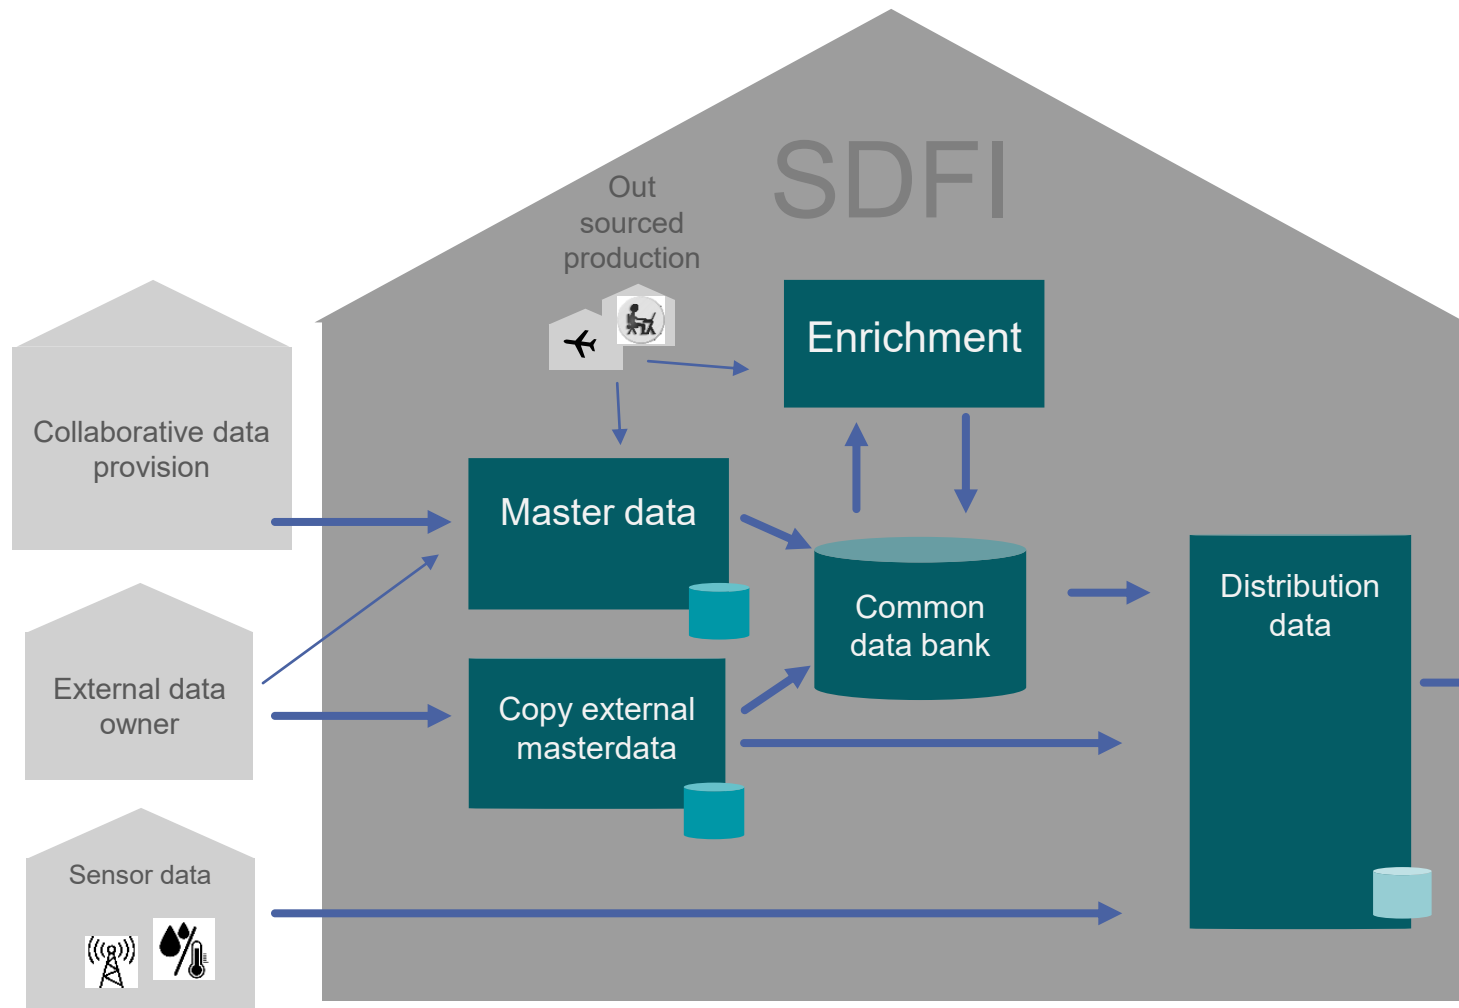 SDFI
Out
sourced
production
Enrichment
Collaborative data
provision
Master data
Common
data bank
Distribution
data
External data
owner
Copy external
masterdata
Sensor data